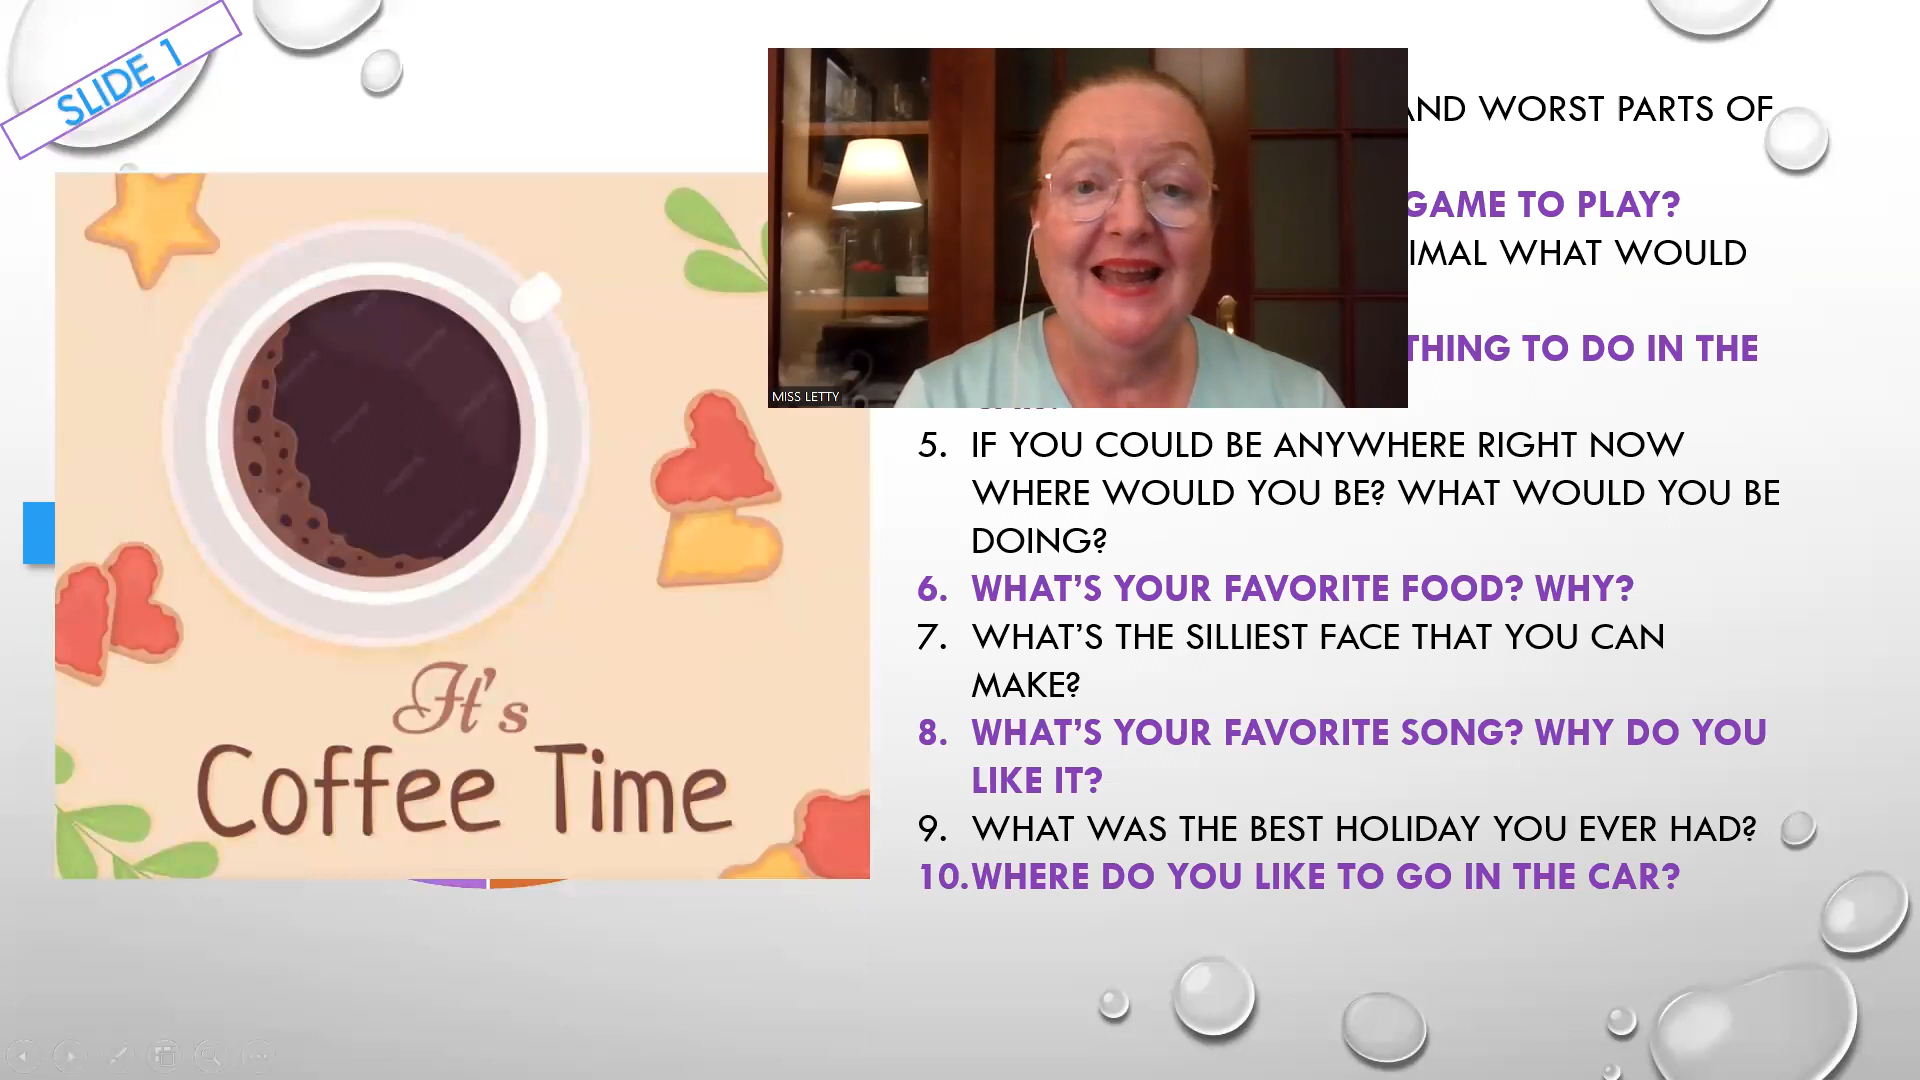 SLIDE 1
AND WORST PARTS OF
GAME TO PLAY?
WHAT WOULD
THING TO DO IN THE
MISS LETTY
5. IF YOU COULD BE ANYWHERE RIGHT NOW
WHERE WOULD YOU BE? WHAT WOULD YOU BE
DOING?
6. WHAT'S YOUR FAVORITE FOOD? WHY?
7. WHAT'S THE SILLIEST FACE THAT YOU CAN
MAKE?
8. WHAT'S YOUR FAVORITE SONG? WHY DO YOU
LIKE IT?
9. WHAT WAS THE BEST HOLIDAY YOU EVER HAD?
10.WHERE DO YOU LIKE TO GO IN THE CAR?
It's
Coffee Time